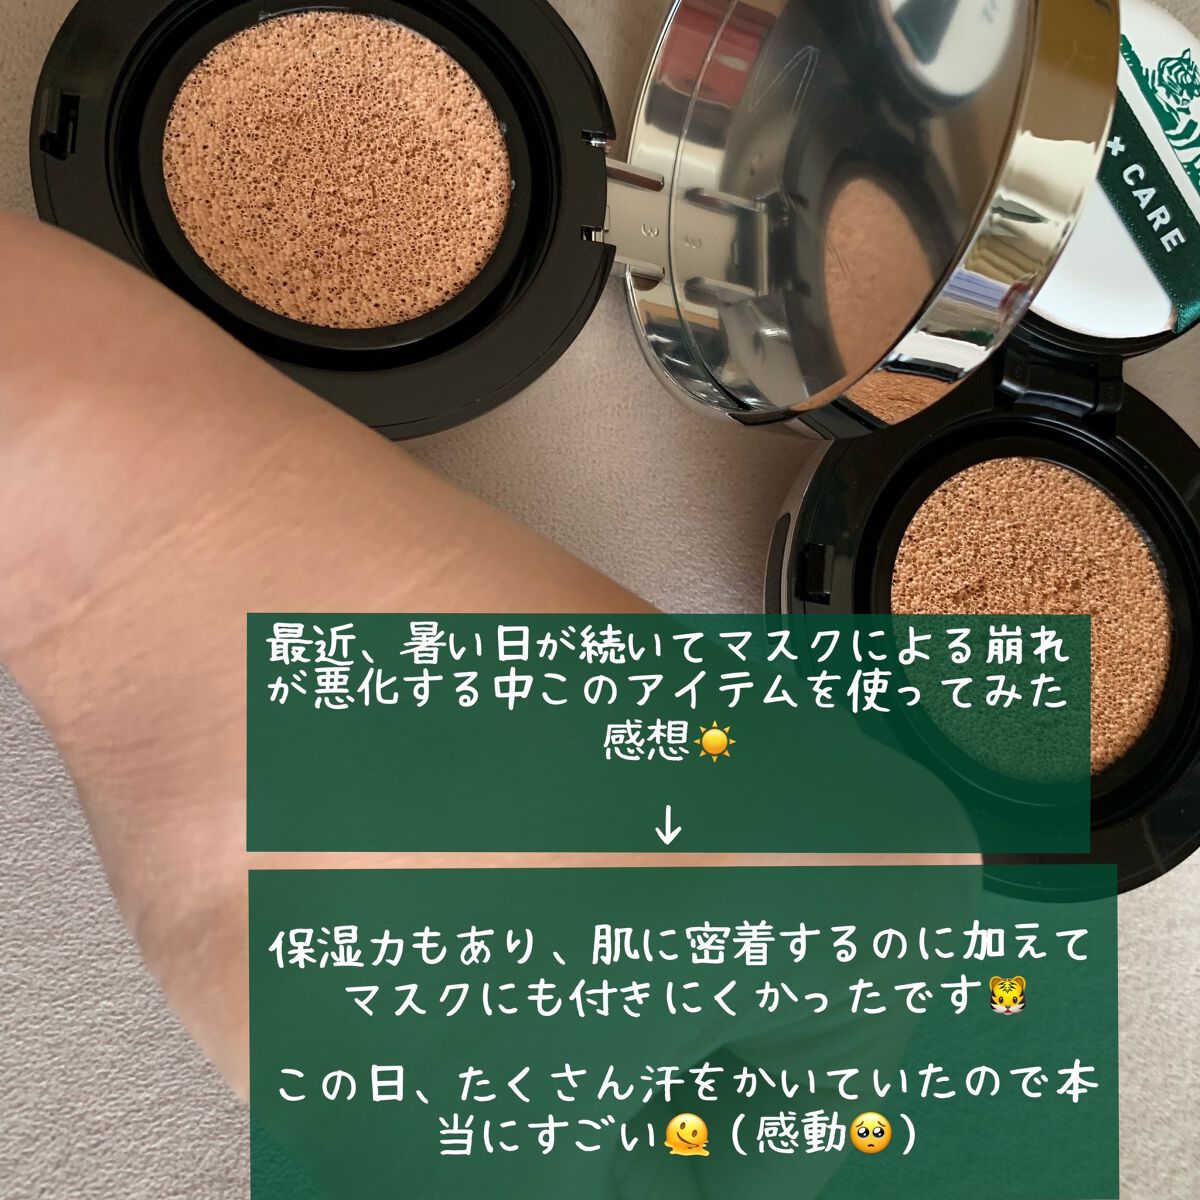 × CARE
3 3
最近、暑い日が続いてマスクによる崩れ
が悪化する中このアイテムを使ってみた
感想☀️
↓
保湿力もあり、肌に密着するのに加えて
マスクにも付きにくかったです🐯
この日、たくさん汗をかいていたので本
当にすごい🫠（感動🥺）